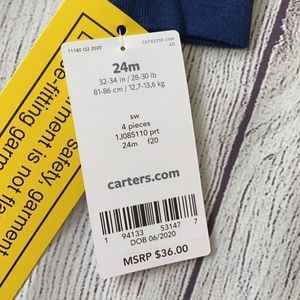 11180 Q2 2020
24m
32-34 in / 28-30 lb
81-86 cm / 12,7-13,6 kg
sw
4 pieces
1J085110 prt
24m f20
carters.com
1 94133 53147 7
DOB 06/2020
MSRP $36.00
safety, garment
garment is not fla
e-fitting garm